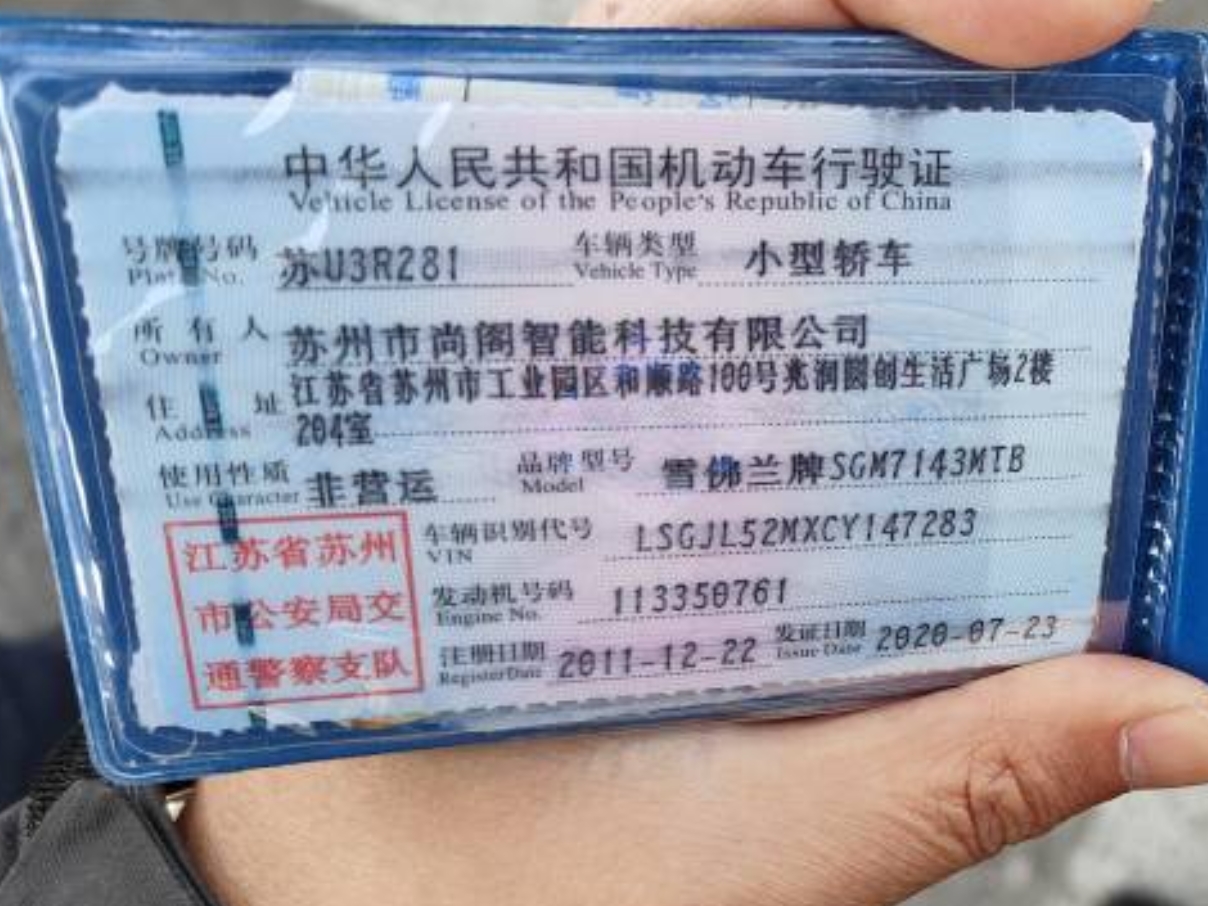 中华人民共和国机动车行驶证
Vehicle License of the People's Republic of China
号牌号码 苏U3R281 车辆类型 小型轿车
Plate No. Vehicle Type
所有人 苏州市尚阁智能科技有限公司
Owner
住址 江苏省苏州市工业园区和顺路100号兆润圆创生活广场2楼
Address 204室
使用性质 非营运 品牌型号 雪佛兰牌SGM7143MTB
Use Character Model
江苏省苏州
市公安局交
通警察支队
车辆识别代号 LSGJL52MXCY147283
VIN
发动机号码 113350761
Engine No.
注册日期 2011-12-22 发证日期 2020-07-23
Register Date Issue Date